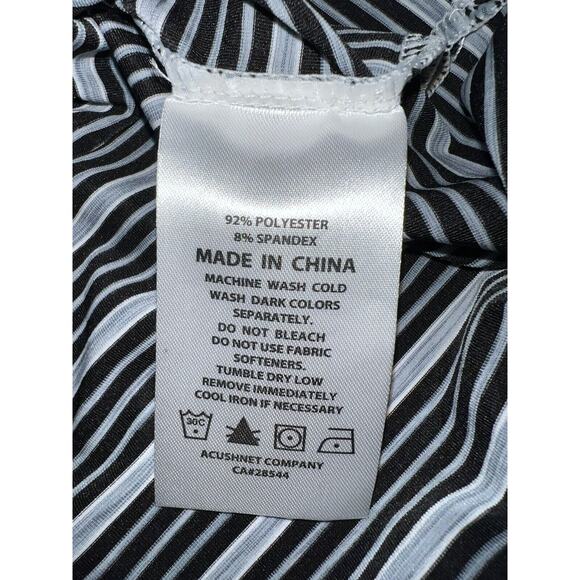 92% POLYESTER
8% SPANDEX
MADE IN CHINA
MACHINE WASH COLD
WASH DARK COLORS
SEPARATELY.
DO NOT BLEACH
DO NOT USE FABRIC
SOFTENERS.
TUMBLE DRY LOW
REMOVE IMMEDIATELY
COOL IRON IF NECESSARY
30C
ACUSHNET COMPANY
CA#28544